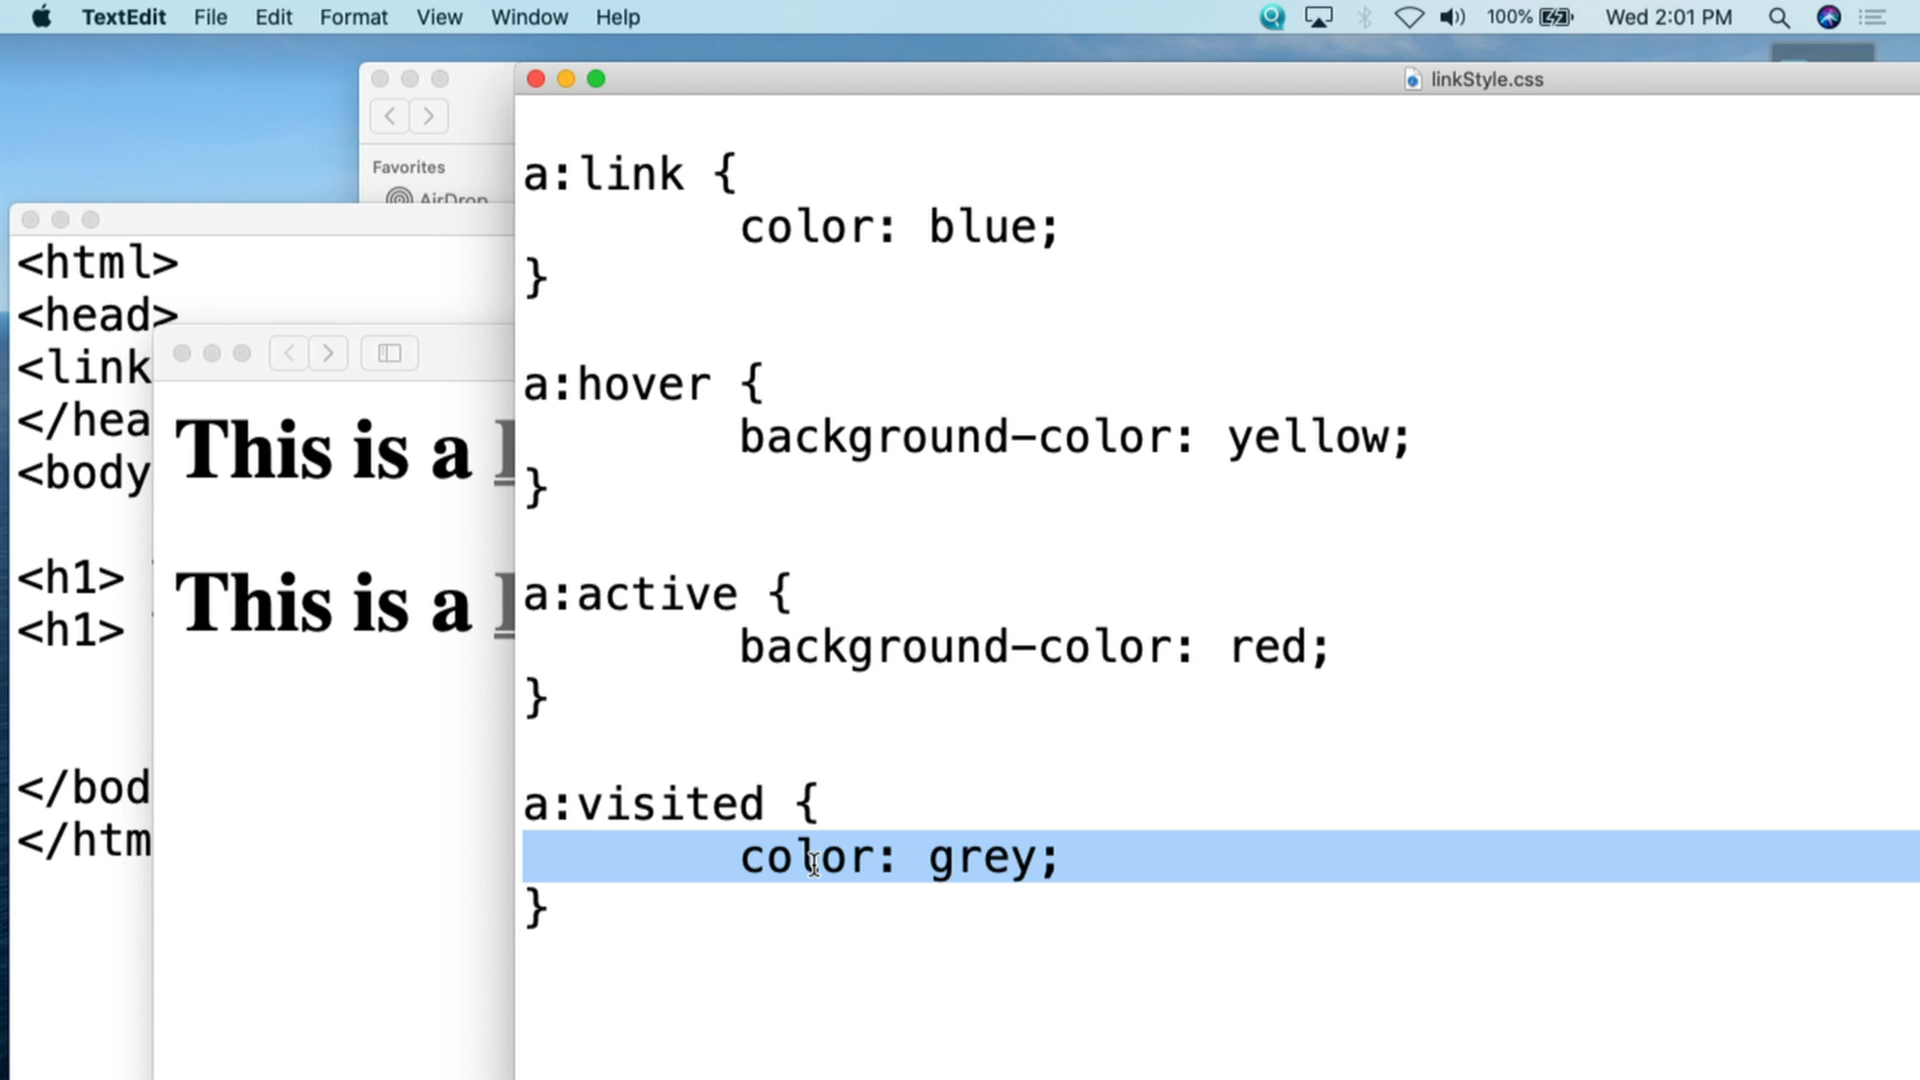 TextEdit File Edit Format View Window Help 100% Wed 2:01 PM
linkStyle.css
Favorites
AirDrop
<html>
<head>
<link
</hea
<body
<h1>
<h1>
</bod
</htm
This is a
This is a
a:link {
color: blue;
}
a:hover {
background-color: yellow;
}
a:active {
background-color: red;
}
a:visited {
color: grey;
}